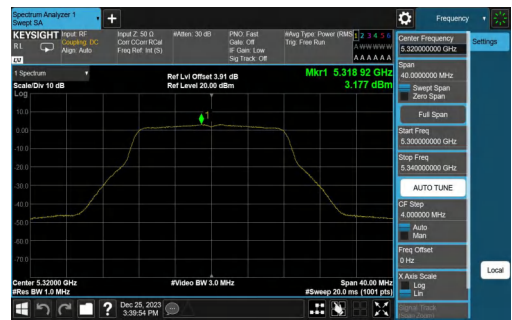 Spectrum Analyzer 1
Swept SA
Frequency
KEYSIGHT
RL
LV
Input: RF
Coupling: DC
Align: Auto
Input Z: 50 Ω
Corr CCorr RCal
Freq Ref: Int (S)
#Atten: 30 dB
PNO: Fast
Gate: Off
IF Gain: Low
Sig Track: Off
#Avg Type: Power (RMS
Trig: Free Run
1 2 3 4 5 6
A W W W W W
A A A A A A
Center Frequency
5.320000000 GHz
Settings
Span
40.0000000 MHz
Swept Span
Zero Span
Full Span
Start Freq
5.300000000 GHz
Stop Freq
5.340000000 GHz
AUTO TUNE
CF Step
4.000000 MHz
Auto
Man
Freq Offset
0 Hz
X Axis Scale
Log
Lin
Signal Track
Local
1 Spectrum
Scale/Div 10 dB
Log
Ref Lvl Offset 3.91 dB
Ref Level 20.00 dBm
Mkr1 5.318 92 GHz
3.177 dBm
1
10.0
0.00
-10.0
-20.0
-30.0
-40.0
-50.0
-60.0
-70.0
Center 5.32000 GHz
#Res BW 1.0 MHz
#Video BW 3.0 MHz
Span 40.00 MHz
#Sweep 20.0 ms (1001 pts)
?
Dec 25, 2023
3:39:54 PM